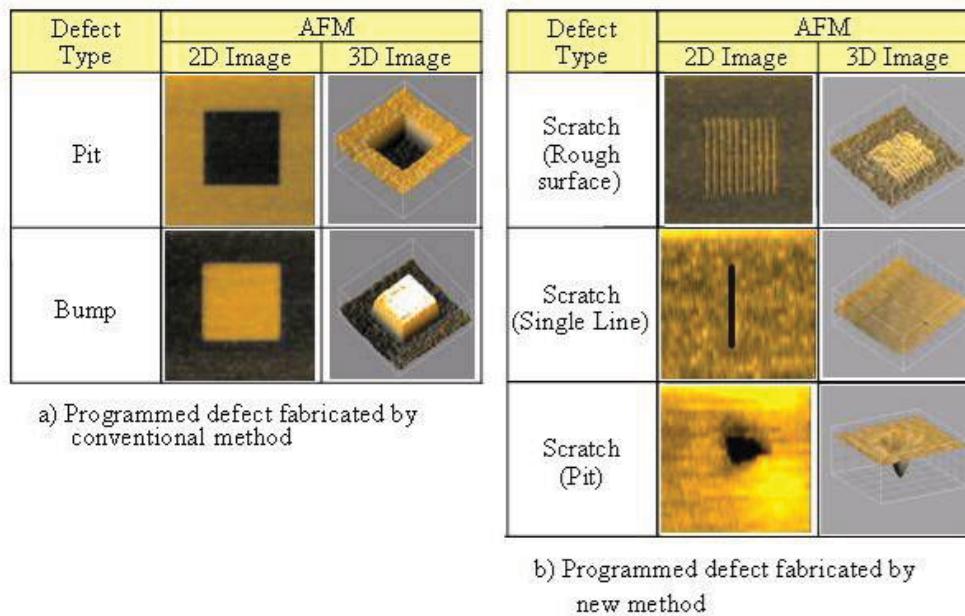 Defect Type
AFM
2D Image
3D Image
Pit
Bump
a) Programmed defect fabricated by
conventional method
Defect Type
AFM
2D Image
3D Image
Scratch
(Rough
surface)
Scratch
(Single Line)
Scratch
(Pit)
b) Programmed defect fabricated by
new method